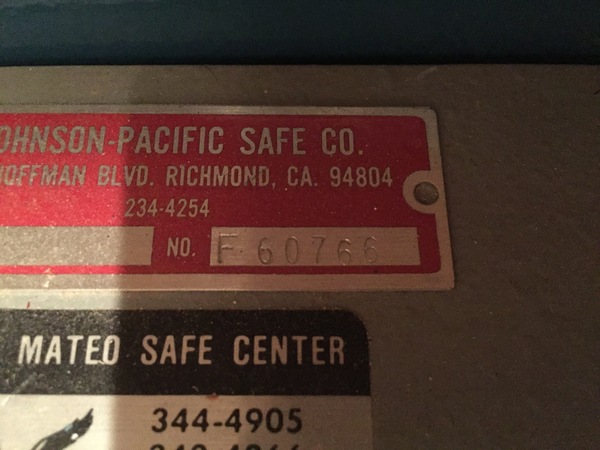 OHNSON-PACIFIC SAFE CO.
HOFFMAN BLVD. RICHMOND, CA. 94804
234-4254
NO. F 60766
MATEO SAFE CENTER
344-4905